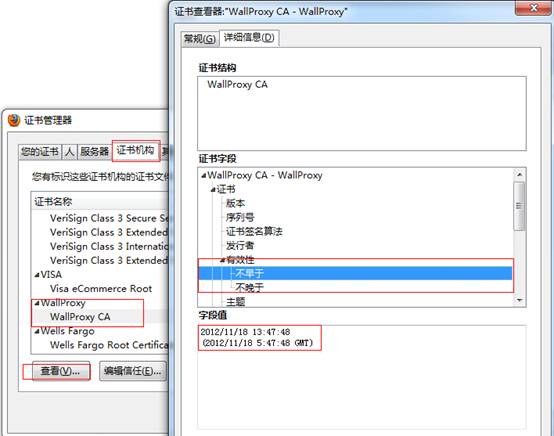 证书管理器
您的证书 人 服务器 证书机构
您有标识这些证书机构的证书文件
证书名称
VeriSign Class 3 Secure Se
VeriSign Class 3 Extended
VeriSign Class 3 Internati
VeriSign Class 3 Extended
VISA
Visa eCommerce Root
WallProxy
WallProxy CA
Wells Fargo
Wells Fargo Root Certifica
查看(V)... 编辑信任(E)...
证书查看器:"WallProxy CA - WallProxy"
常规(G) 详细信息(D)
证书结构
WallProxy CA
证书字段
WallProxy CA - WallProxy
证书
版本
序列号
证书签名算法
发行者
有效性
不早于
不晚于
主题
字段值
2012/11/18 13:47:48
(2012/11/18 5:47:48 GMT)